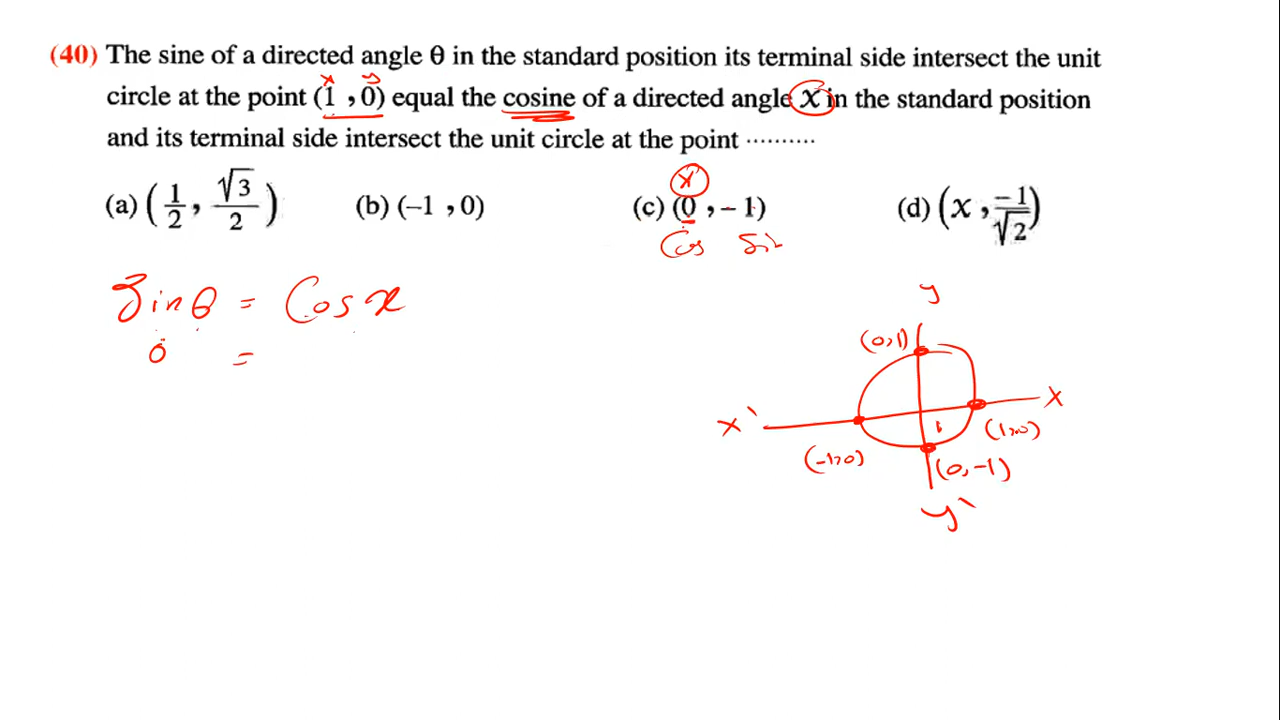 (40) The sine of a directed angle θ in the standard position its terminal side intersect the unit
x y
circle at the point (1 , 0) equal the cosine of a directed angle X in the standard position
and its terminal side intersect the unit circle at the point ··········
x
(a) (1/2, √3/2) (b) (−1 , 0) (c) (0 , − 1) (d) (x , −1/√2)
Cos Sin
Sin θ = Cos x
0 =
y
(0,1)
x' x
(-1,0) (1,0)
(0,-1)
y'